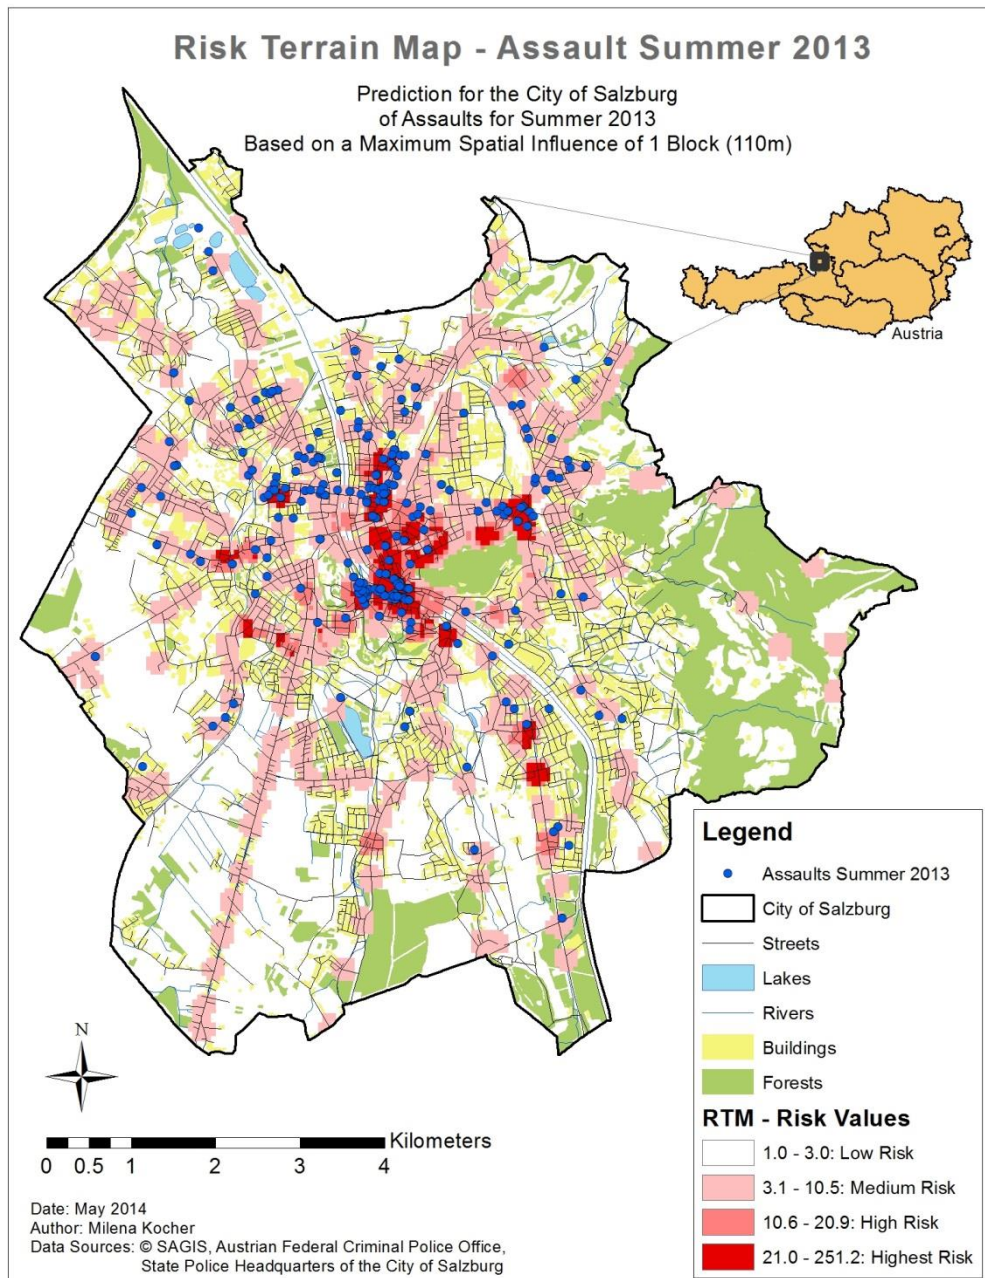 Risk Terrain Map - Assault Summer 2013
Prediction for the City of Salzburg
of Assaults for Summer 2013
Based on a Maximum Spatial Influence of 1 Block (110m)
Austria
Legend
Assaults Summer 2013
City of Salzburg
Streets
Lakes
Rivers
Buildings
Forests
RTM - Risk Values
1.0 - 3.0: Low Risk
3.1 - 10.5: Medium Risk
10.6 - 20.9: High Risk
21.0 - 251.2: Highest Risk
N
Kilometers
0 0.5 1 2 3 4
Date: May 2014
Author: Milena Kocher
Data Sources: © SAGIS, Austrian Federal Criminal Police Office,
State Police Headquarters of the City of Salzburg